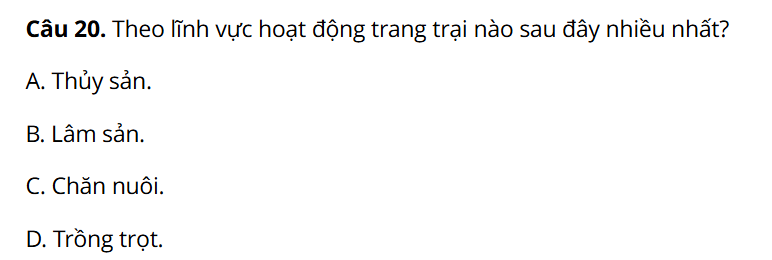 Câu 20. Theo lĩnh vực hoạt động trang trại nào sau đây nhiều nhất?
A. Thủy sản.
B. Lâm sản.
C. Chăn nuôi.
D. Trồng trọt.